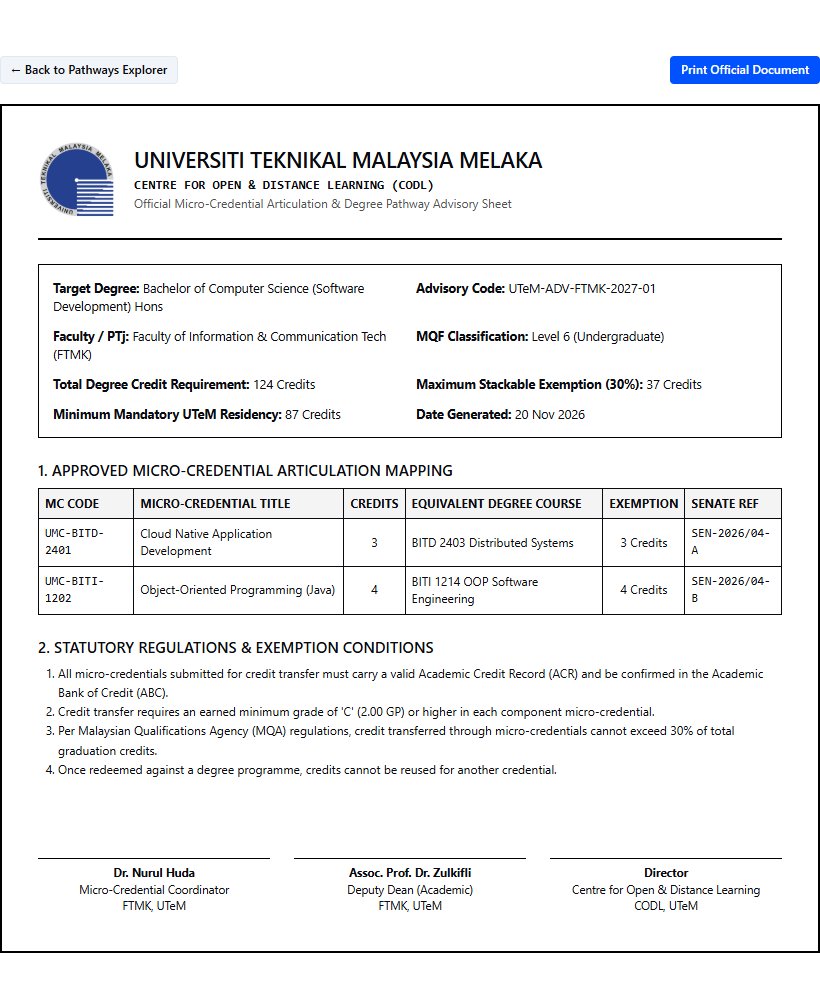 ← Back to Pathways Explorer
Print Official Document
UNIVERSITI TEKNIKAL MALAYSIA MELAKA
UNIVERSITI TEKNIKAL MALAYSIA MELAKA
CENTRE FOR OPEN & DISTANCE LEARNING (CODL)
Official Micro-Credential Articulation & Degree Pathway Advisory Sheet
Target Degree: Bachelor of Computer Science (Software
Development) Hons
Advisory Code: UTeM-ADV-FTMK-2027-01
Faculty / PTj: Faculty of Information & Communication Tech
(FTMK)
MQF Classification: Level 6 (Undergraduate)
Total Degree Credit Requirement: 124 Credits
Maximum Stackable Exemption (30%): 37 Credits
Minimum Mandatory UTeM Residency: 87 Credits
Date Generated: 20 Nov 2026
1. APPROVED MICRO-CREDENTIAL ARTICULATION MAPPING
MC CODE MICRO-CREDENTIAL TITLE CREDITS EQUIVALENT DEGREE COURSE EXEMPTION SENATE REF
UMC-BITD-
2401
Cloud Native Application
Development
3
BITD 2403 Distributed Systems
3 Credits
SEN-2026/04-
A
UMC-BITI-
1202
Object-Oriented Programming (Java)
4
BITI 1214 OOP Software
Engineering
4 Credits
SEN-2026/04-
B
2. STATUTORY REGULATIONS & EXEMPTION CONDITIONS
1. All micro-credentials submitted for credit transfer must carry a valid Academic Credit Record (ACR) and be confirmed in the Academic
Bank of Credit (ABC).
2. Credit transfer requires an earned minimum grade of 'C' (2.00 GP) or higher in each component micro-credential.
3. Per Malaysian Qualifications Agency (MQA) regulations, credit transferred through micro-credentials cannot exceed 30% of total
graduation credits.
4. Once redeemed against a degree programme, credits cannot be reused for another credential.
Dr. Nurul Huda
Micro-Credential Coordinator
FTMK, UTeM
Assoc. Prof. Dr. Zulkifli
Deputy Dean (Academic)
FTMK, UTeM
Director
Centre for Open & Distance Learning
CODL, UTeM